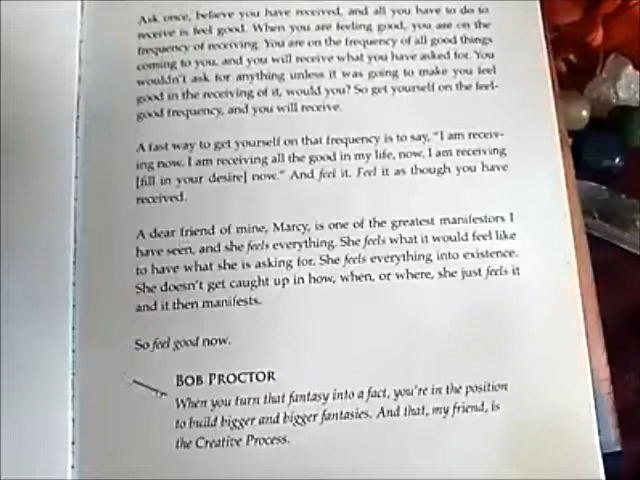 Ask once, believe you have received, and all you have to do to
receive is feel good. When you are feeling good, you are on the
frequency of receiving. You are on the frequency of all good things
coming to you, and you will receive what you have asked for. You
wouldn't ask for anything unless it was going to make you feel
good in the receiving of it, would you? So get yourself on the feel-
good frequency, and you will receive.
A fast way to get yourself on that frequency is to say, "I am receiv-
ing now. I am receiving all the good in my life, now. I am receiving
[fill in your desire] now." And feel it. Feel it as though you have
received.
A dear friend of mine, Marcy, is one of the greatest manifestors I
have seen, and she feels everything. She feels what it would feel like
to have what she is asking for. She feels everything into existence.
She doesn't get caught up in how, when, or where, she just feels it
and it then manifests.
So feel good now.
BOB PROCTOR
When you turn that fantasy into a fact, you're in the position
to build bigger and bigger fantasies. And that, my friend, is
the Creative Process.